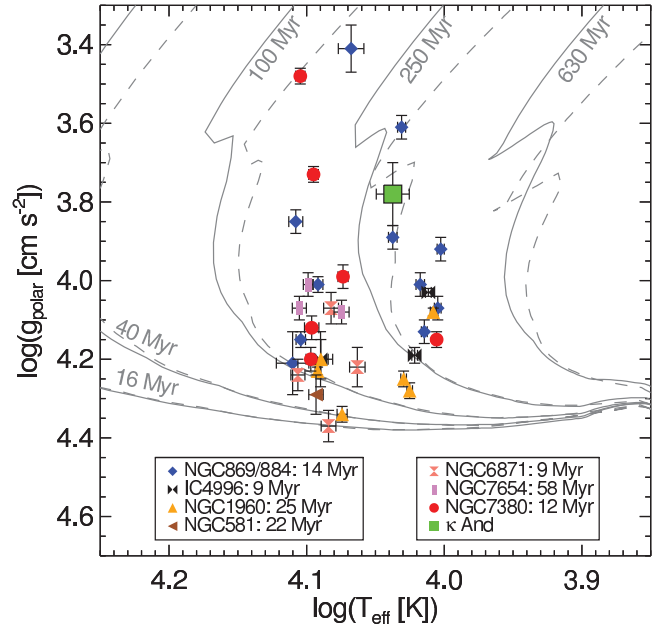 3.4
3.6
3.8
4.0
4.2
4.4
4.6
log(g_polar [cm s⁻²])
100 Myr
250 Myr
630 Myr
40 Myr
16 Myr
NGC869/884: 14 Myr
IC4996: 9 Myr
NGC1960: 25 Myr
NGC581: 22 Myr
NGC6871: 9 Myr
NGC7654: 58 Myr
NGC7380: 12 Myr
κ And
4.2 4.1 4.0 3.9
log(T_eff [K])